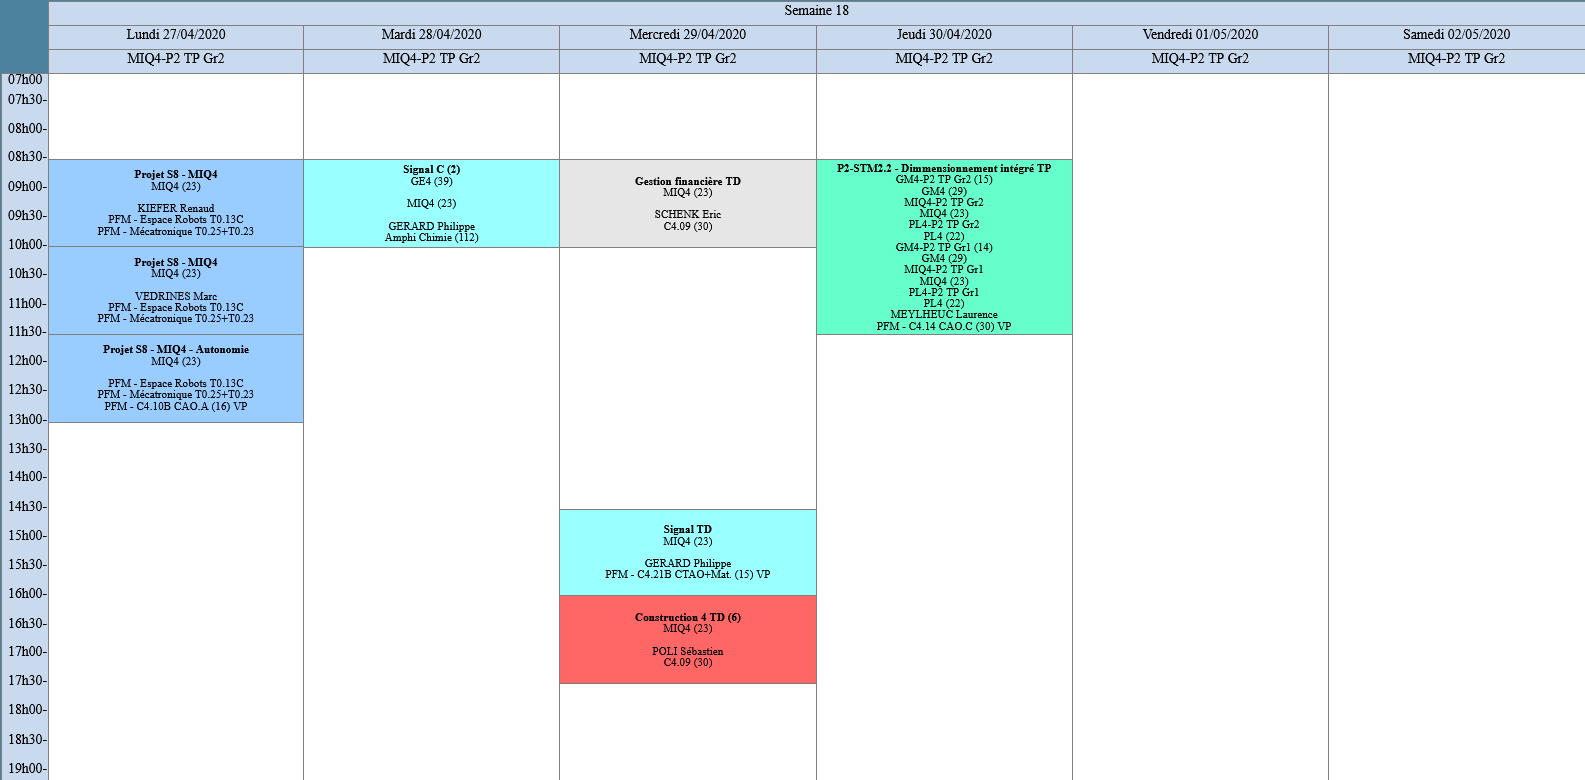 Semaine 18
Lundi 27/04/2020
Mardi 28/04/2020
Mercredi 29/04/2020
Jeudi 30/04/2020
Vendredi 01/05/2020
Samedi 02/05/2020
MIQ4-P2 TP Gr2
MIQ4-P2 TP Gr2
MIQ4-P2 TP Gr2
MIQ4-P2 TP Gr2
MIQ4-P2 TP Gr2
MIQ4-P2 TP Gr2
07h00
07h30-
08h00-
08h30-
09h00-
09h30-
10h00-
10h30-
11h00-
11h30-
12h00-
12h30-
13h00-
13h30-
14h00-
14h30-
15h00-
15h30-
16h00-
16h30-
17h00-
17h30-
18h00-
18h30-
19h00-
Projet S8 - MIQ4
MIQ4 (23)
KIEFER Renaud
PFM - Espace Robots T0.13C
PFM - Mécatronique T0.25+T0.23
Projet S8 - MIQ4
MIQ4 (23)
VEDRINES Marc
PFM - Espace Robots T0.13C
PFM - Mécatronique T0.25+T0.23
Projet S8 - MIQ4 - Autonomie
MIQ4 (23)
PFM - Espace Robots T0.13C
PFM - Mécatronique T0.25+T0.23
PFM - C4.10B CAO.A (16) VP
Signal C (2)
GE4 (39)
MIQ4 (23)
GERARD Philippe
Amphi Chimie (112)
Gestion financière TD
MIQ4 (23)
SCHENK Eric
C4.09 (30)
Signal TD
MIQ4 (23)
GERARD Philippe
PFM - C4.21B CTAO+Mat. (15) VP
Construction 4 TD (6)
MIQ4 (23)
POLI Sébastien
C4.09 (30)
P2-STM2.2 - Dimmensionnement intégré TP
GM4-P2 TP Gr2 (15)
GM4 (29)
MIQ4-P2 TP Gr2
MIQ4 (23)
PL4-P2 TP Gr2
PL4 (22)
GM4-P2 TP Gr1 (14)
GM4 (29)
MIQ4-P2 TP Gr1
MIQ4 (23)
PL4-P2 TP Gr1
PL4 (22)
MEYLHEUC Laurence
PFM - C4.14 CAO.C (30) VP